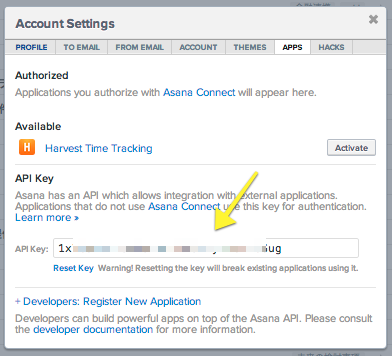 Account Settings
PROFILE TO EMAIL FROM EMAIL ACCOUNT THEMES APPS HACKS
Authorized
Applications you authorize with Asana Connect will appear here.
Available
H Harvest Time Tracking Activate
API Key
Asana has an API which allows integration with external applications.
Applications that do not use Asana Connect use this key for authentication.
Learn more »
API Key: 1x
Reset Key Warning! Resetting the key will break existing applications using it.
+ Developers: Register New Application
Developers can build powerful apps on top of the Asana API. Please consult
the developer documentation for more information.